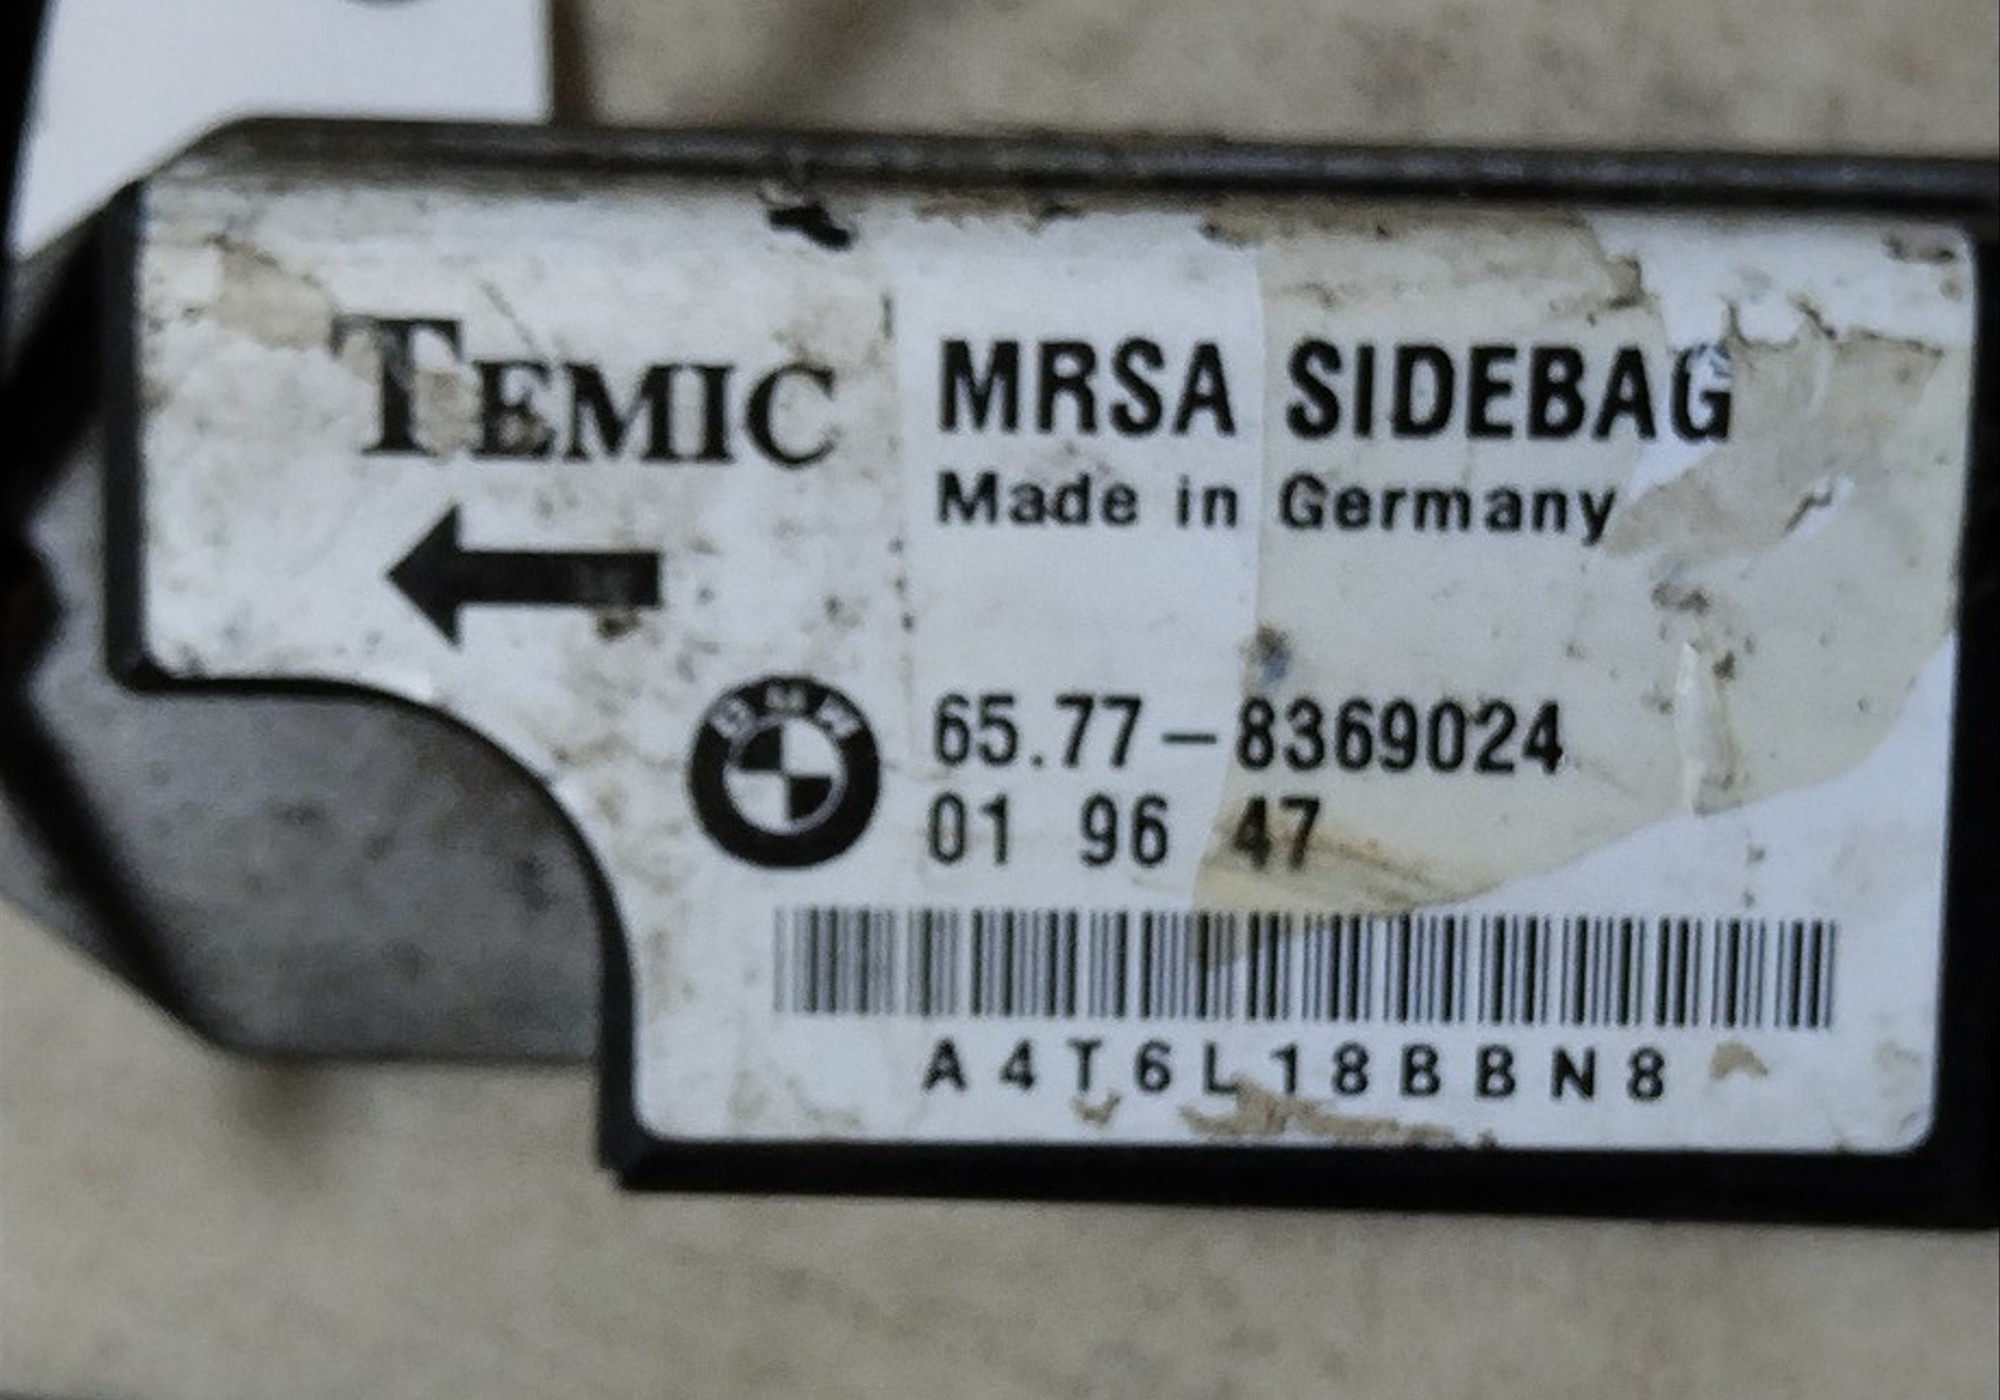 TEMIC
MRSA SIDEBAG
Made in Germany
BMW
65.77-8369024
01 96 47
A4T6L18BBN8